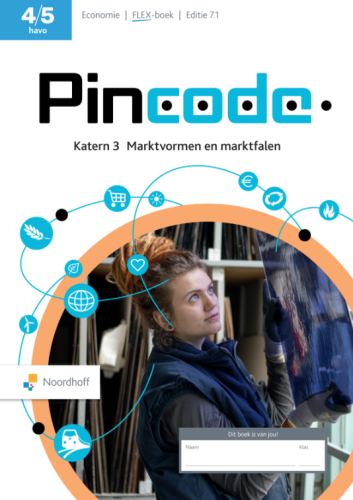 4/5
havo
Economie | FLEX-boek | Editie 7.1
Pincode
Katern 3 Marktvormen en marktfalen
Noordhoff
Dit boek is van jou!
Naam Klas